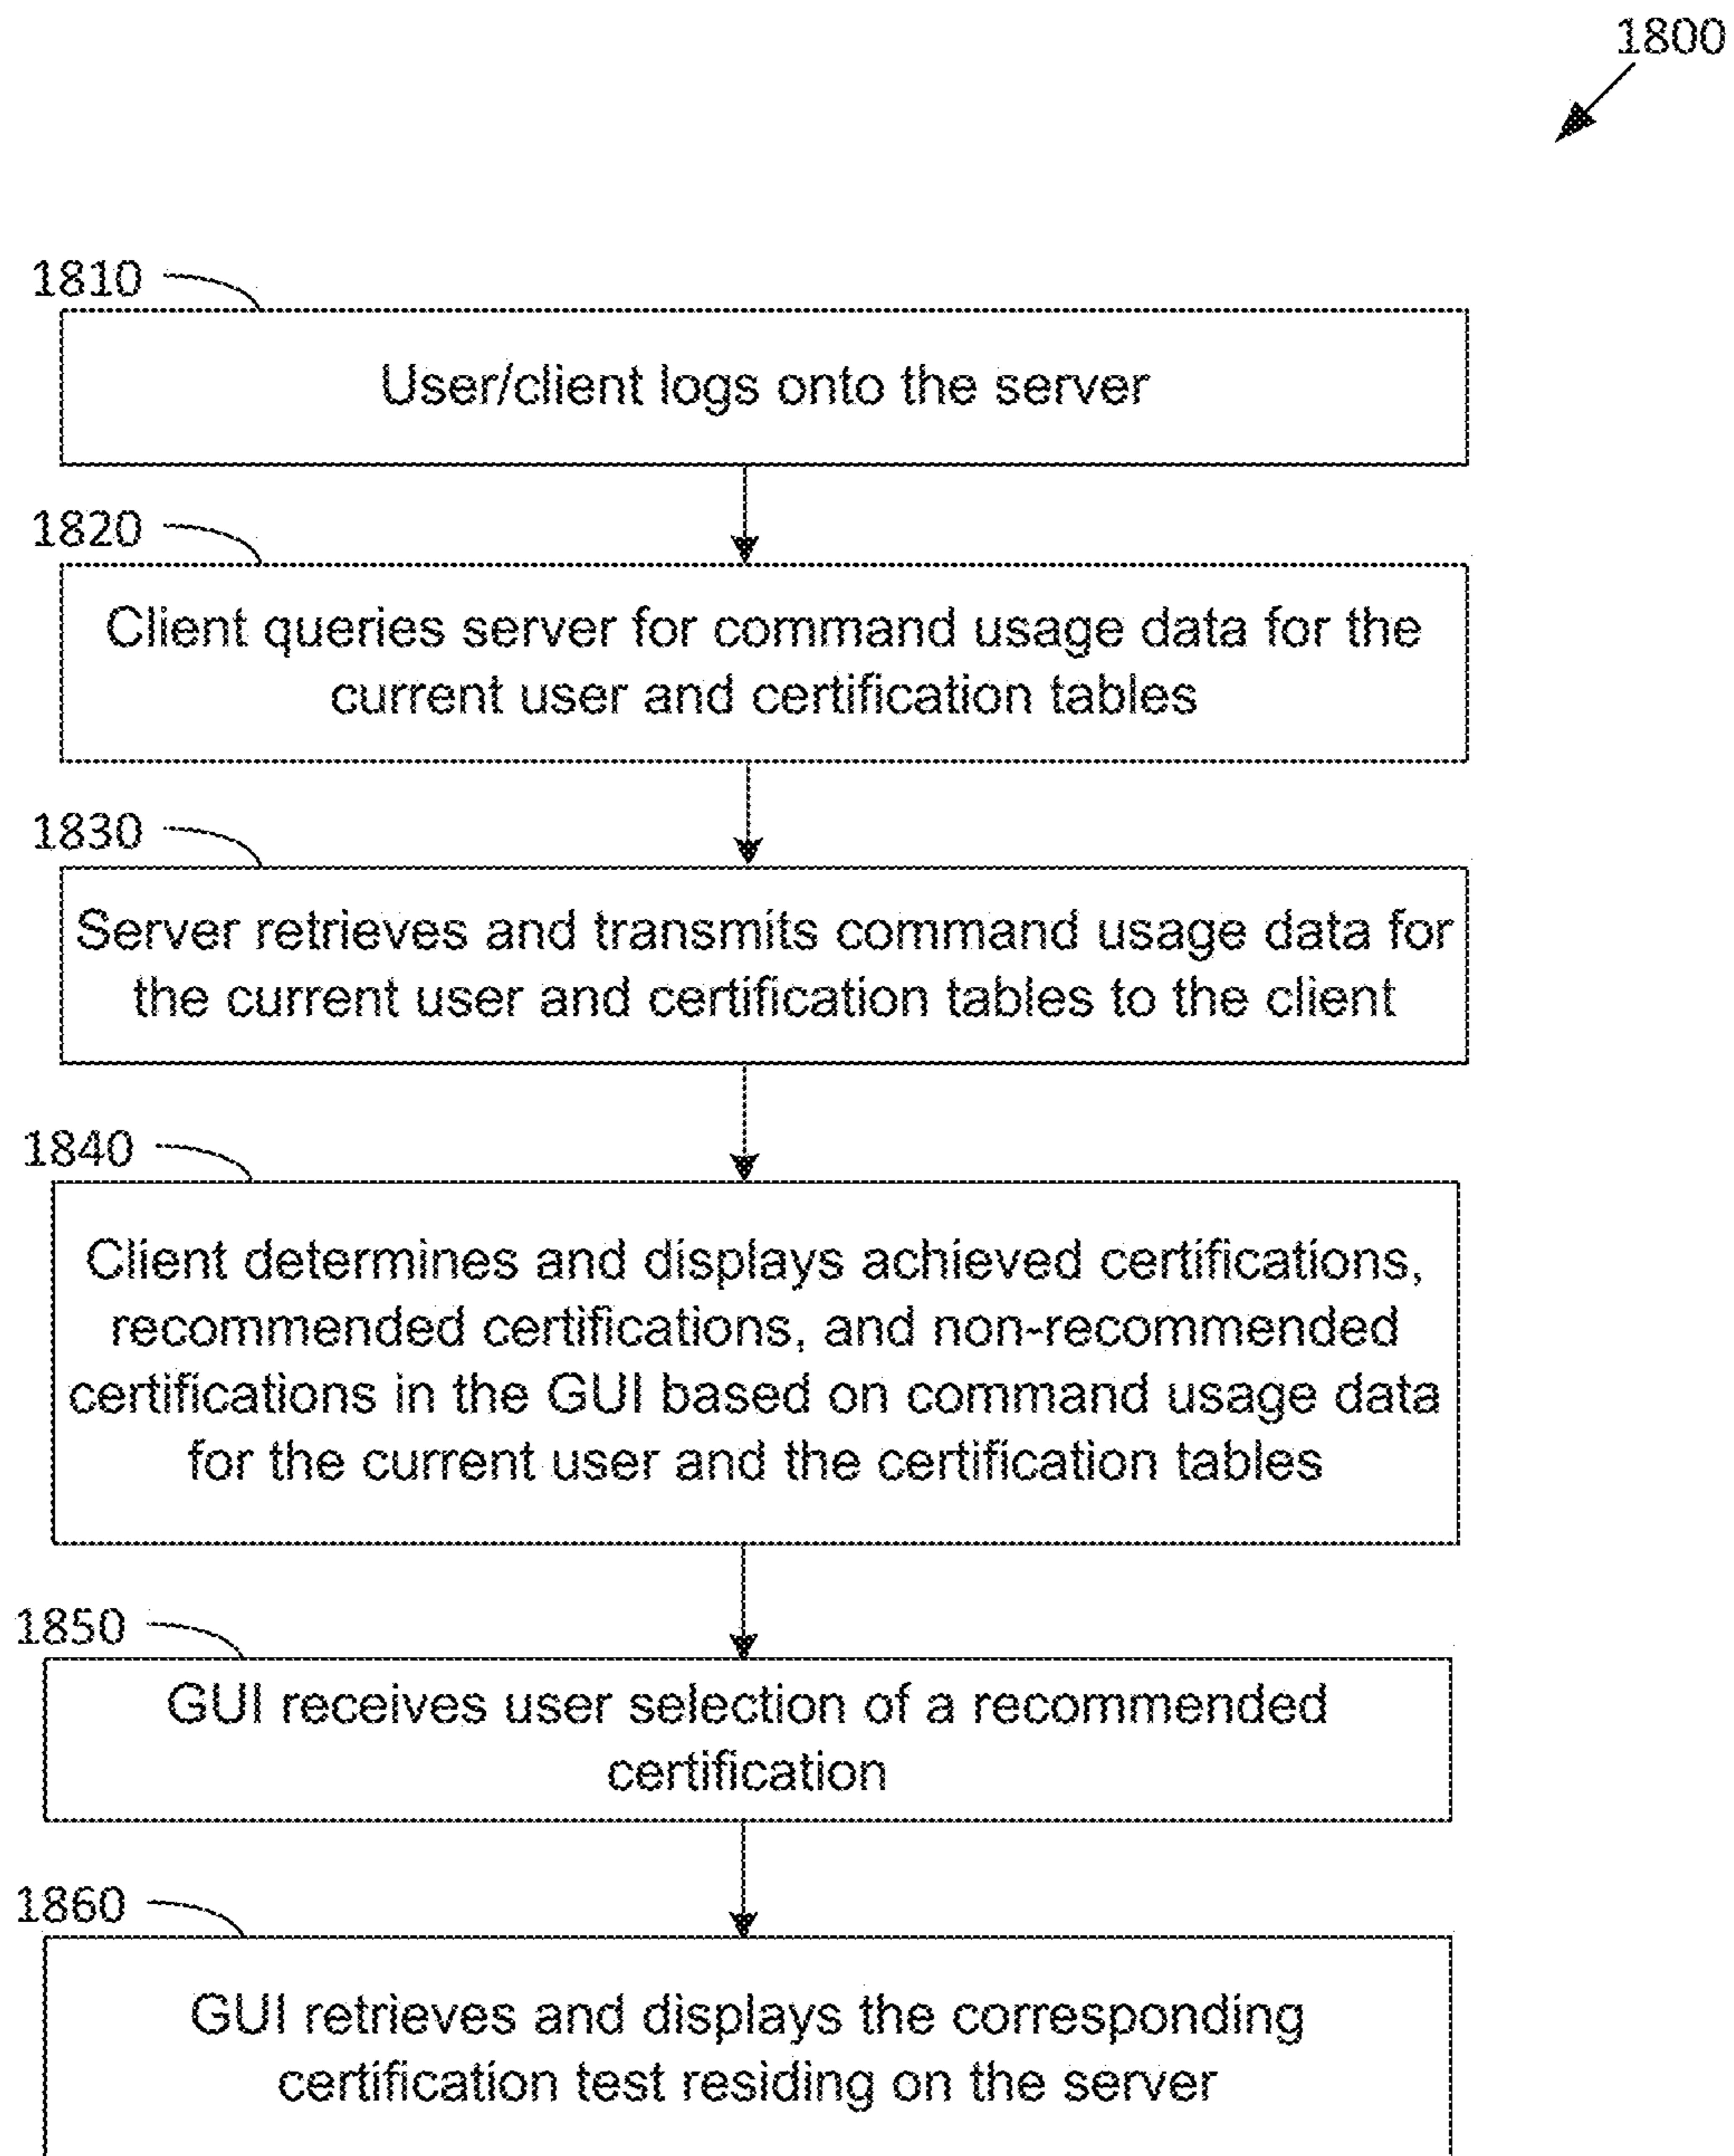 1800
1810
User/client logs onto the server
1820
Client queries server for command usage data for the
current user and certification tables
1830
Server retrieves and transmits command usage data for
the current user and certification tables to the client
1840
Client determines and displays achieved certifications,
recommended certifications, and non-recommended
certifications in the GUI based on command usage data
for the current user and the certification tables
1850
GUI receives user selection of a recommended
certification
1860
GUI retrieves and displays the corresponding
certification test residing on the server